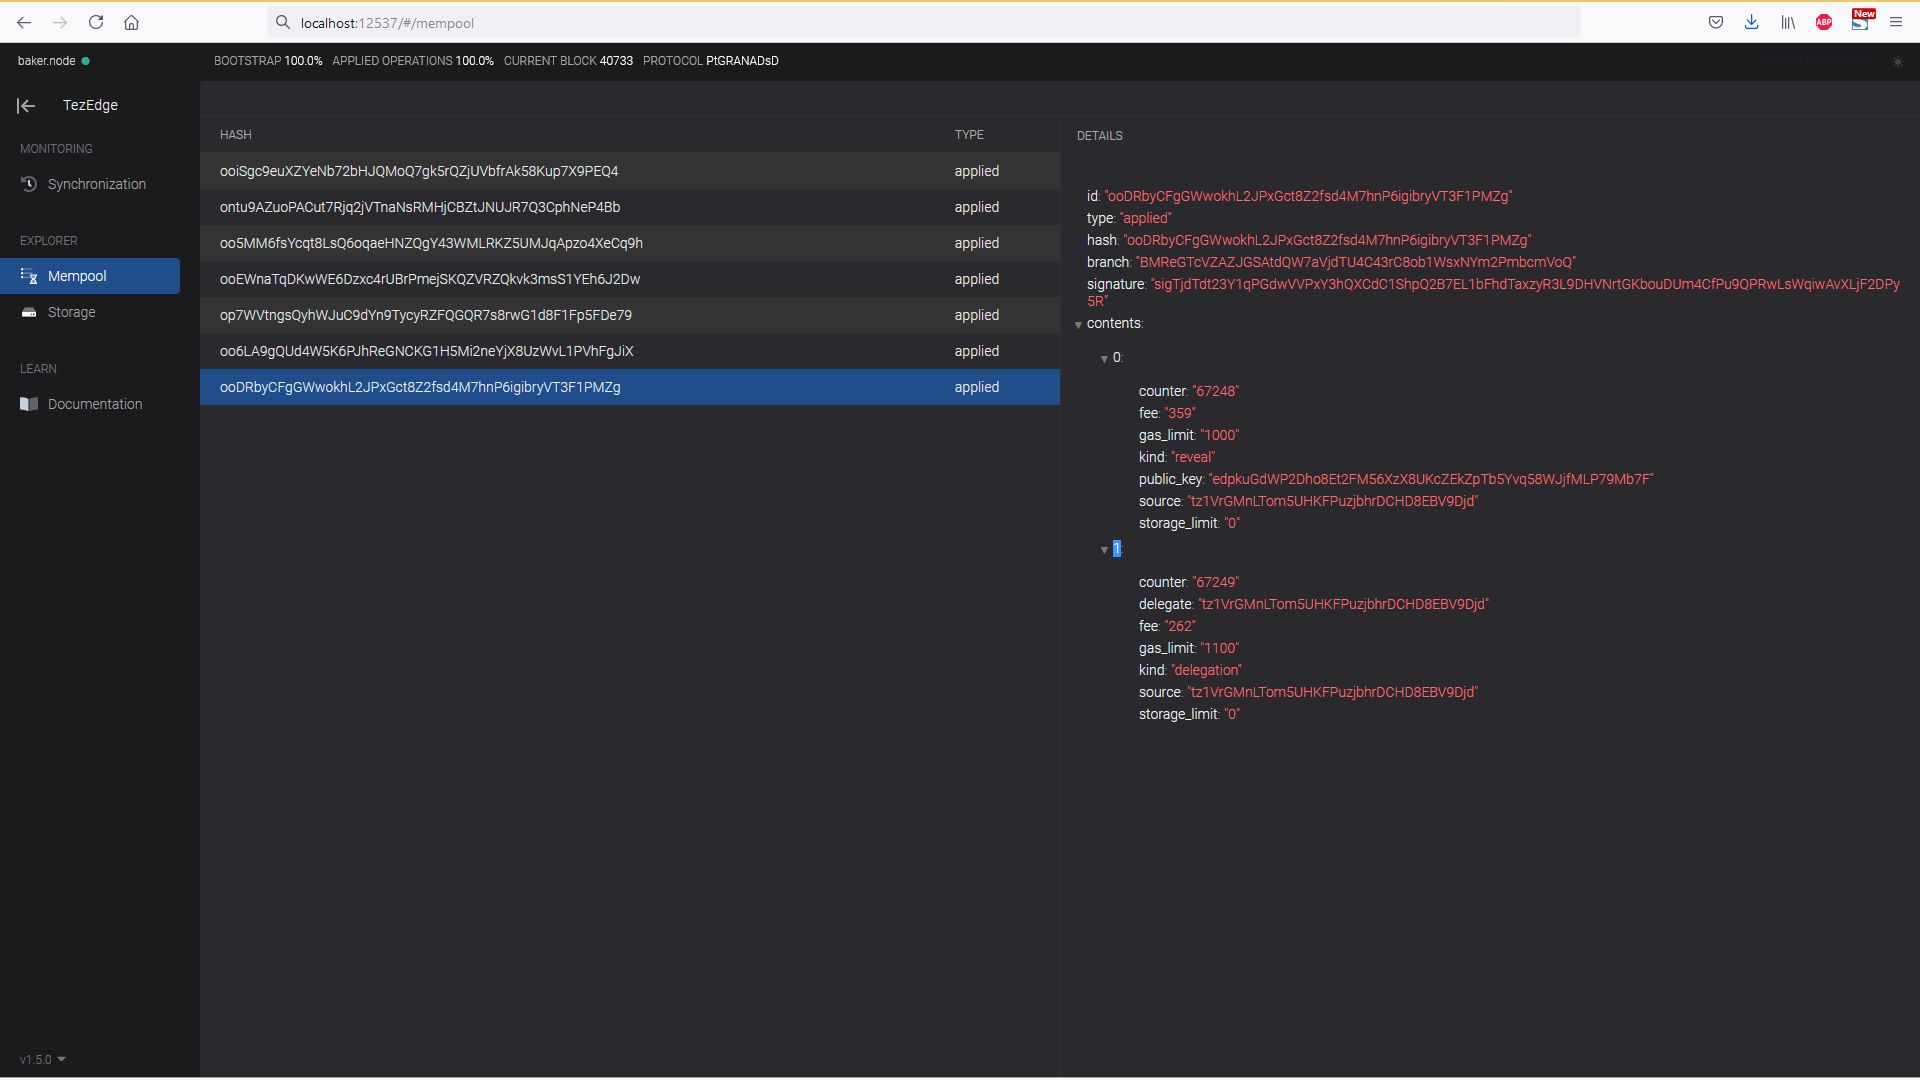 localhost:12537/#/mempool
ABP
New
baker.node
BOOTSTRAP 100.0% APPLIED OPERATIONS 100.0% CURRENT BLOCK 40733 PROTOCOL PtGRANADsD
TezEdge
MONITORING
Synchronization
EXPLORER
Mempool
Storage
LEARN
Documentation
v1.5.0
HASH TYPE
ooiSgc9euXZYeNb72bHJQMoQ7gk5rQZjUVbfrAk58Kup7X9PEQ4 applied
ontu9AZuoPACut7Rjq2jVTnaNsRMHjCBZtJNUJR7Q3CphNeP4Bb applied
oo5MM6fsYcqt8LsQ6oqaeHNZQgY43WMLRKZ5UMJqApzo4XeCq9h applied
ooEWnaTqDKwWE6Dzxc4rUBrPmejSKQZVRZQkvk3msS1YEh6J2Dw applied
op7WVtngsQyhWJuC9dYn9TycyRZFQGQR7s8rwG1d8F1Fp5FDe79 applied
oo6LA9gQUd4W5K6PJhReGNCKG1H5Mi2neYjX8UzWvL1PVhFgJiX applied
ooDRbyCFgGWwokhL2JPxGct8Z2fsd4M7hnP6igibryVT3F1PMZg applied
DETAILS
id: "ooDRbyCFgGWwokhL2JPxGct8Z2fsd4M7hnP6igibryVT3F1PMZg"
type: "applied"
hash: "ooDRbyCFgGWwokhL2JPxGct8Z2fsd4M7hnP6igibryVT3F1PMZg"
branch: "BMReGTcVZAZJGSAtdQW7aVjdTU4C43rC8ob1WsxNYm2PmbcmVoQ"
signature: "sigTjdTdt23Y1qPGdwVVPxY3hQXCdC1ShpQ2B7EL1bFhdTaxzyR3L9DHVNrtGKbouDUm4CfPu9QPRwLsWqiwAvXLjF2DPy
5R"
contents:
0:
counter: "67248"
fee: "359"
gas_limit: "1000"
kind: "reveal"
public_key: "edpkuGdWP2Dho8Et2FM56XzX8UKcZEkZpTb5Yvq58WJjfMLP79Mb7F"
source: "tz1VrGMnLTom5UHKFPuzjbhrDCHD8EBV9Djd"
storage_limit: "0"
1:
counter: "67249"
delegate: "tz1VrGMnLTom5UHKFPuzjbhrDCHD8EBV9Djd"
fee: "262"
gas_limit: "1100"
kind: "delegation"
source: "tz1VrGMnLTom5UHKFPuzjbhrDCHD8EBV9Djd"
storage_limit: "0"